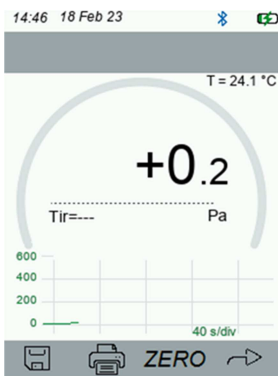 14:46 18 Feb 23
T = 24.1 °C
+0.2
Tir=--- Pa
600
400
200
0
40 s/div
ZERO